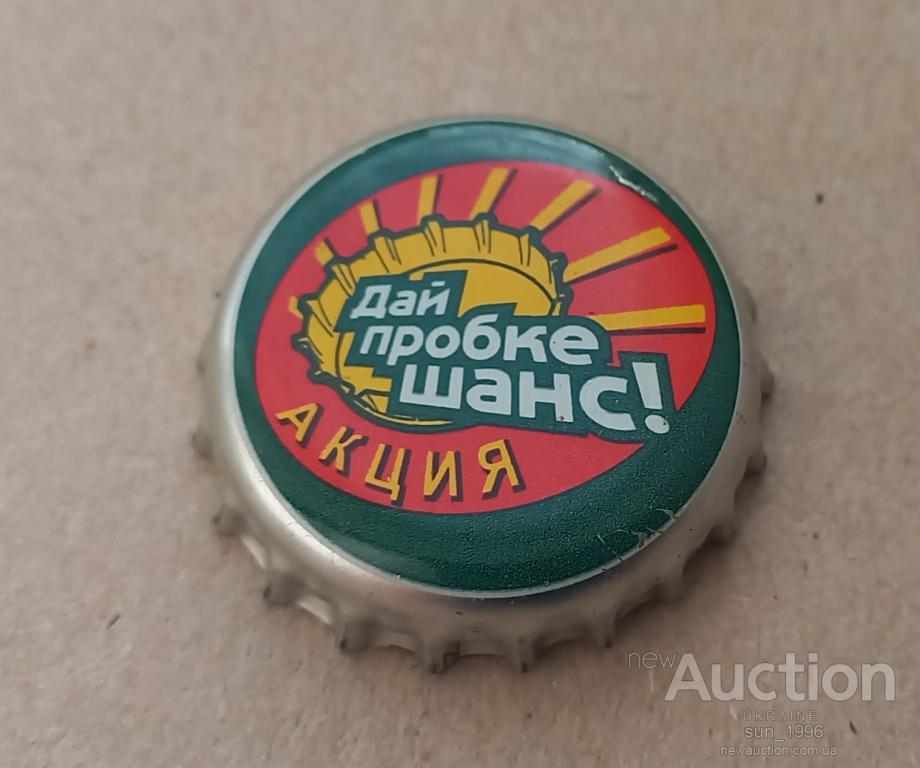 Дай
пробке
шанс!
АКЦИЯ
newAuction
UKRAINE
sun_1996
newauction.com.ua